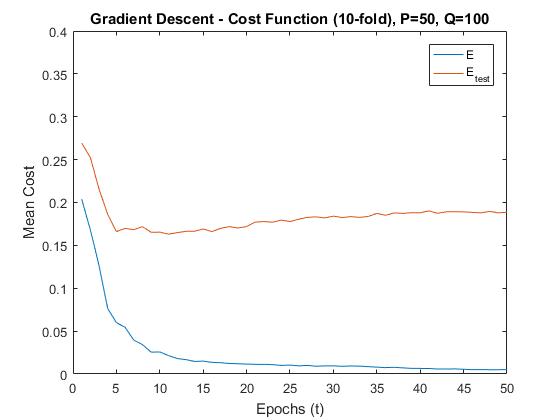 Gradient Descent - Cost Function (10-fold), P=50, Q=100
0.4
0.35
0.3
0.25
0.2
0.15
0.1
0.05
0
Mean Cost
E
E_test
0 5 10 15 20 25 30 35 40 45 50
Epochs (t)